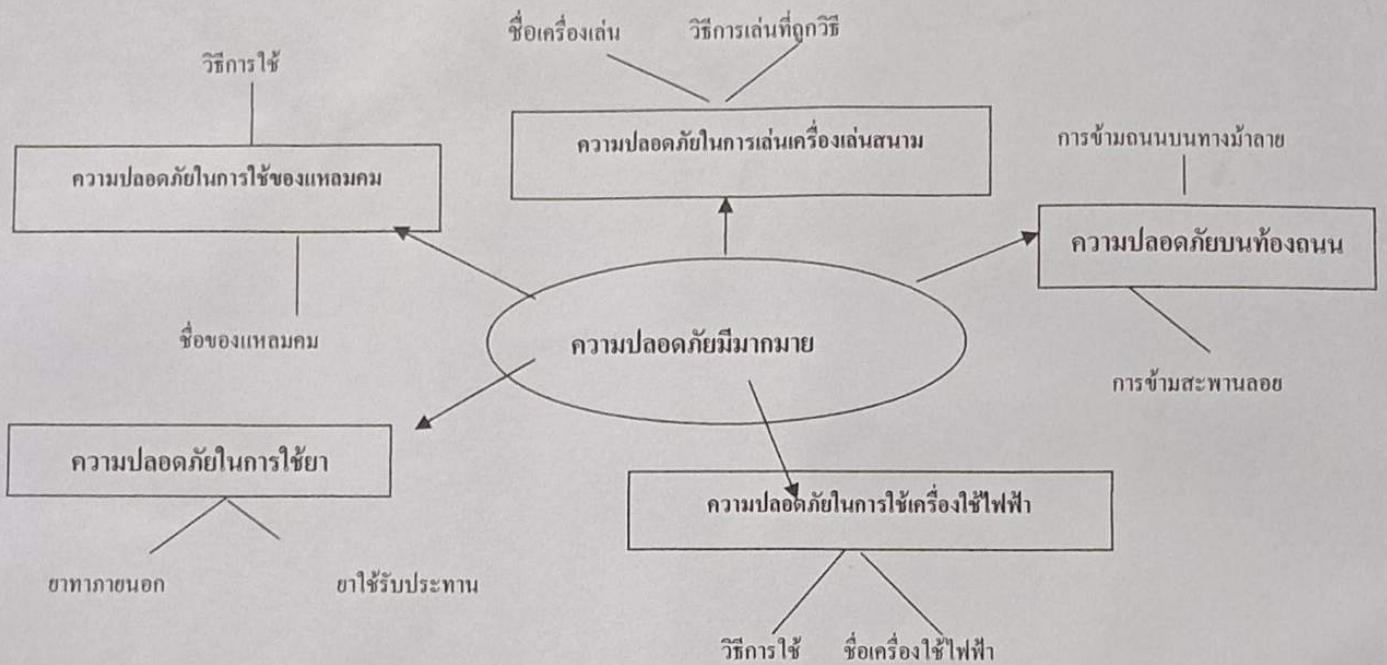 ชื่อเครื่องเล่น
วิธีการเล่นที่ถูกวิธี
วิธีการใช้
ความปลอดภัยในการเล่นเครื่องเล่นสนาม
การข้ามถนนบนทางม้าลาย
ความปลอดภัยในการใช้ของแหลมคม
ความปลอดภัยบนท้องถนน
ชื่อของแหลมคม
ความปลอดภัยมีมากมาย
การข้ามสะพานลอย
ความปลอดภัยในการใช้ยา
ความปลอดภัยในการใช้เครื่องใช้ไฟฟ้า
ยาทาภายนอก
ยาใช้รับประทาน
วิธีการใช้
ชื่อเครื่องใช้ไฟฟ้า